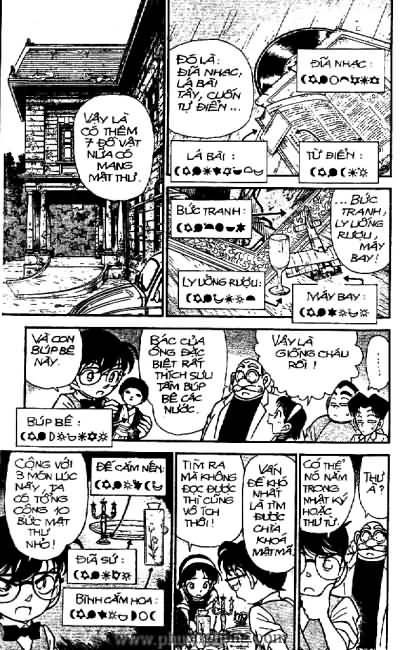 VẬY LÀ
CÓ THÊM
7 ĐỒ VẬT
NỮA CÓ
MANG
MẬT THƯ.
ĐÓ LÀ:
ĐĨA NHẠC,
LÁ BÀI
TÂY, CUỐN
TỰ ĐIỂN...
ĐĨA NHẠC:
LÁ BÀI:
TỪ ĐIỂN:
BỨC TRANH:
...BỨC
TRANH,
LY UỐNG
RƯỢU,
MÁY
BAY!
LY UỐNG RƯỢU:
MÁY BAY:
VÀ CON
BÚP BÊ
NÀY.
BÚP BÊ:
BÁC CỦA
ÔNG ĐẶC
BIỆT RẤT
THÍCH SƯU
TẦM BÚP
BÊ CÁC
NƯỚC.
VẬY LÀ
GIỐNG CHÁU
RỒI!
...
CỘNG VỚI
3 MÓN LÚC
NÃY, TA
CÓ TỔNG
CỘNG 10
BỨC MẬT
THƯ
NHỎ!
ĐẾ CẮM NẾN:
ĐĨA SỨ:
BÌNH CẮM HOA:
TÌM RA
MÀ KHÔNG
ĐỌC ĐƯỢC
THÌ CŨNG
VÔ ÍCH
THÔI!
VẤN
ĐỀ KHÓ
NHẤT
LÀ TÌM
ĐƯỢC
CHÌA
KHOÁ
MẬT MÃ.
CÓ THỂ
NÓ NẰM
TRONG
NHẬT KÝ
HOẶC
THƯ TỪ.
THƯ
À?